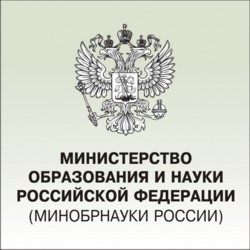 МИНИСТЕРСТВО
ОБРАЗОВАНИЯ И НАУКИ
РОССИЙСКОЙ ФЕДЕРАЦИИ
(МИНОБРНАУКИ РОССИИ)